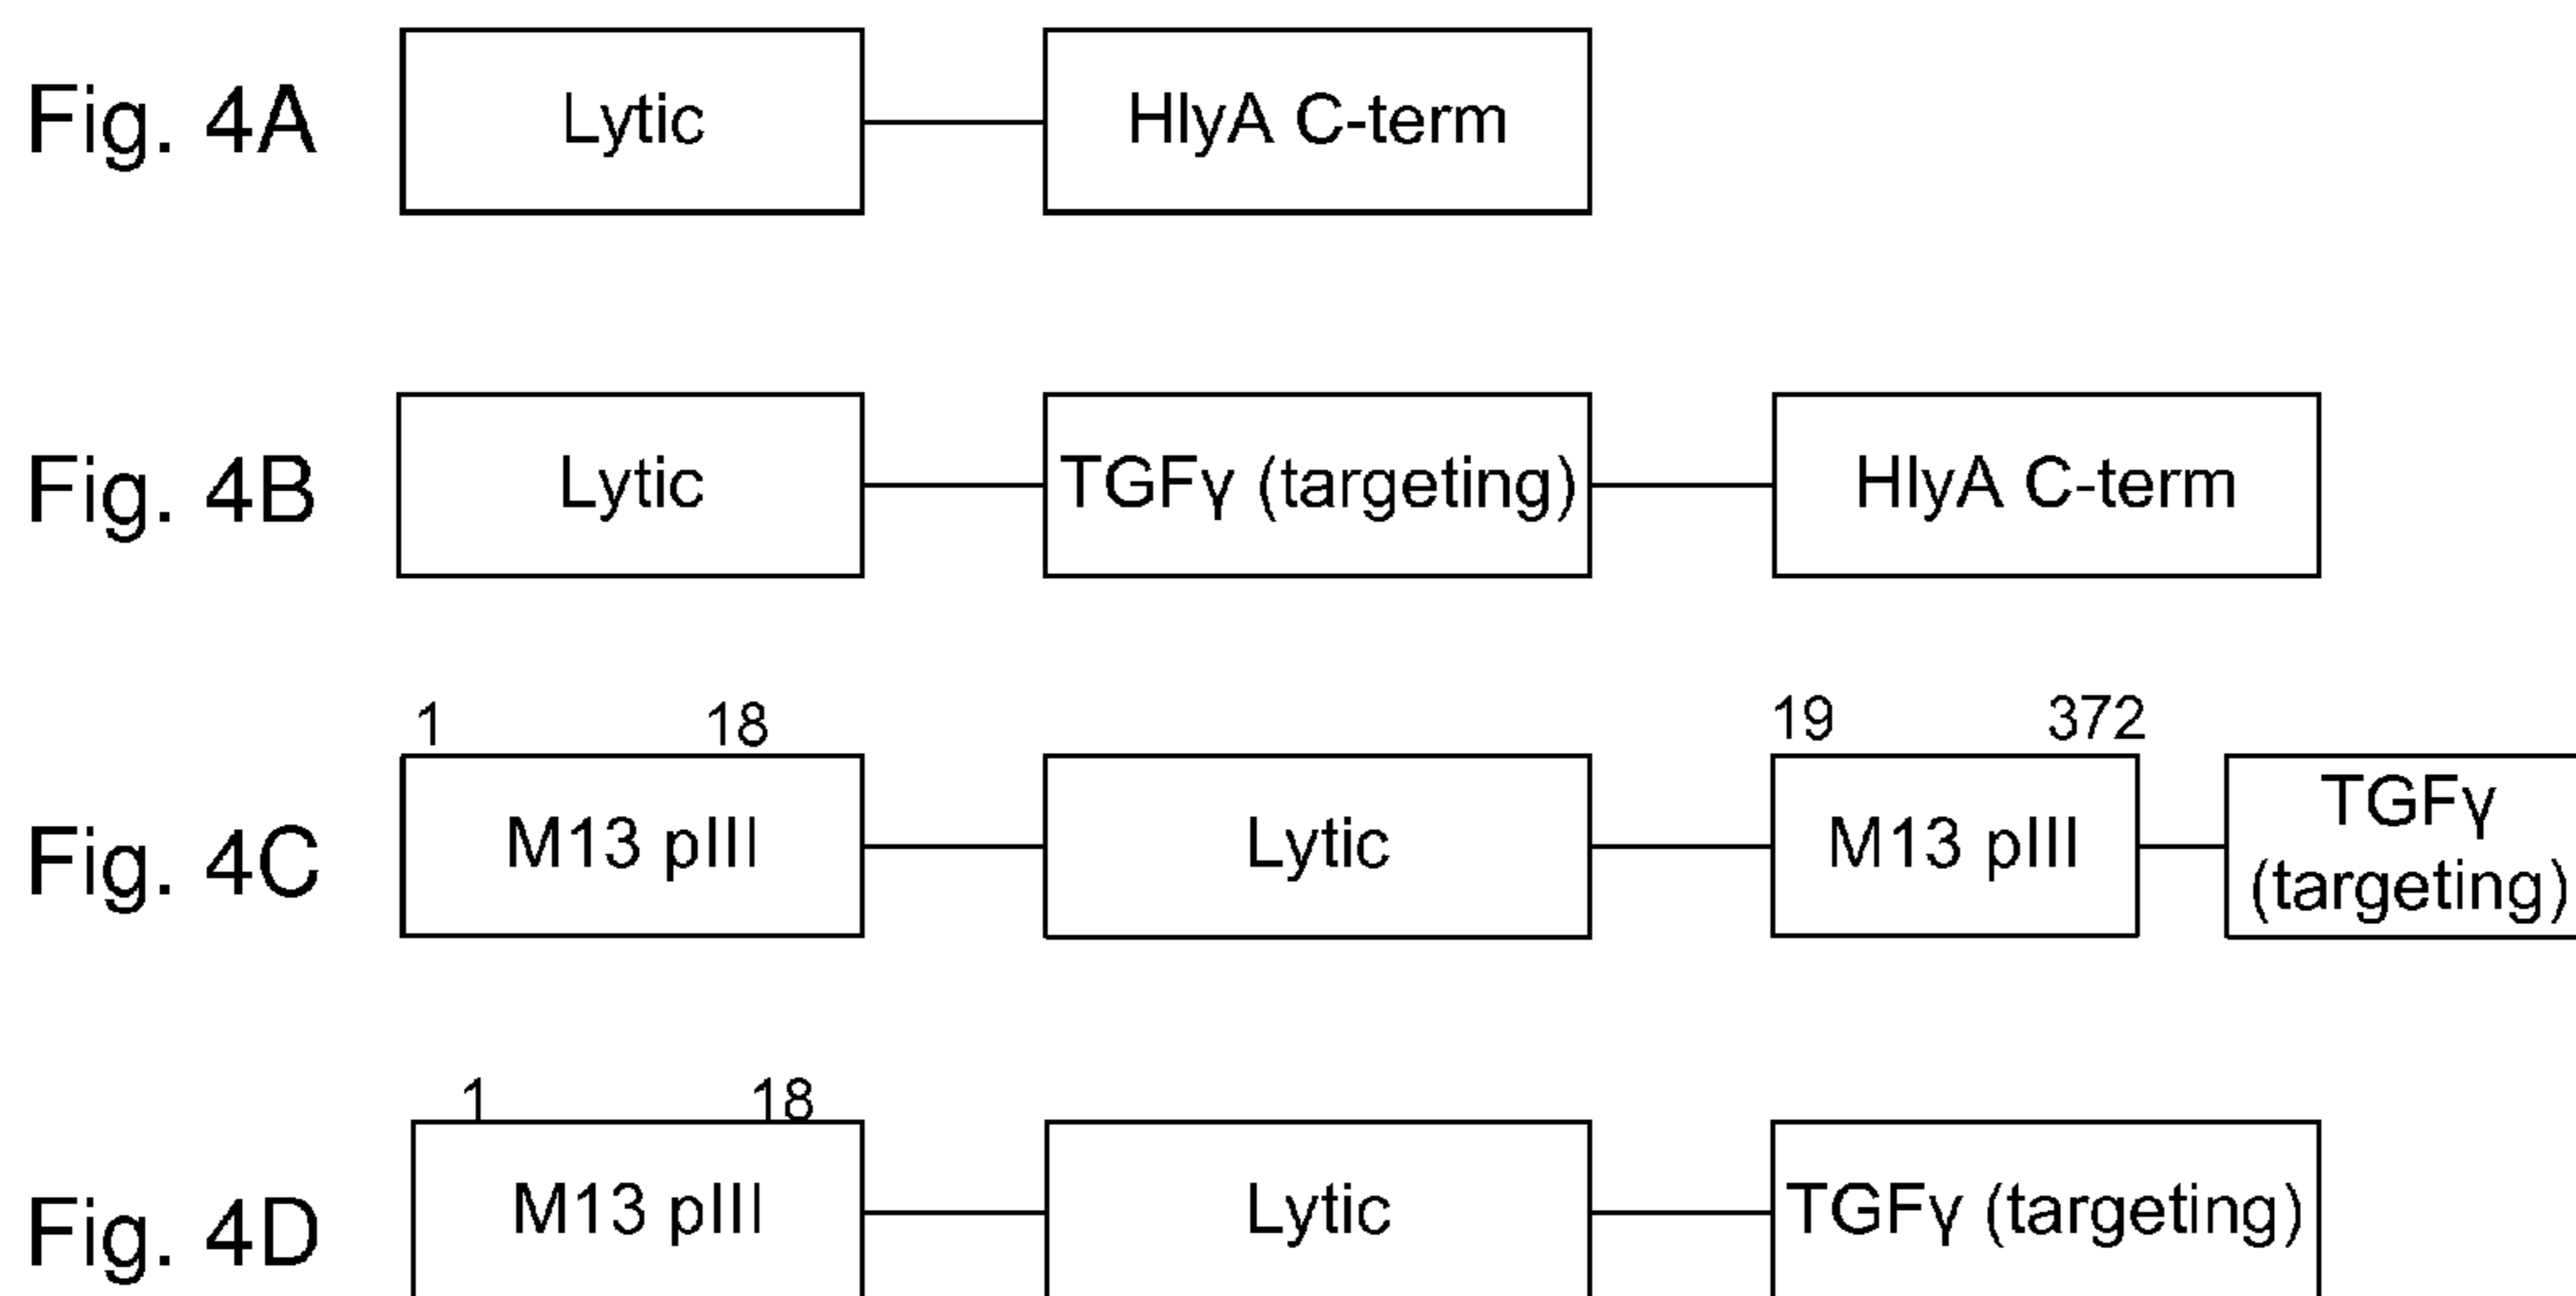 Fig. 4A Lytic HlyA C-term
Fig. 4B Lytic TGFγ (targeting) HlyA C-term
1 18 19 372
Fig. 4C M13 pIII Lytic M13 pIII TGFγ
(targeting)
1 18
Fig. 4D M13 pIII Lytic TGFγ (targeting)